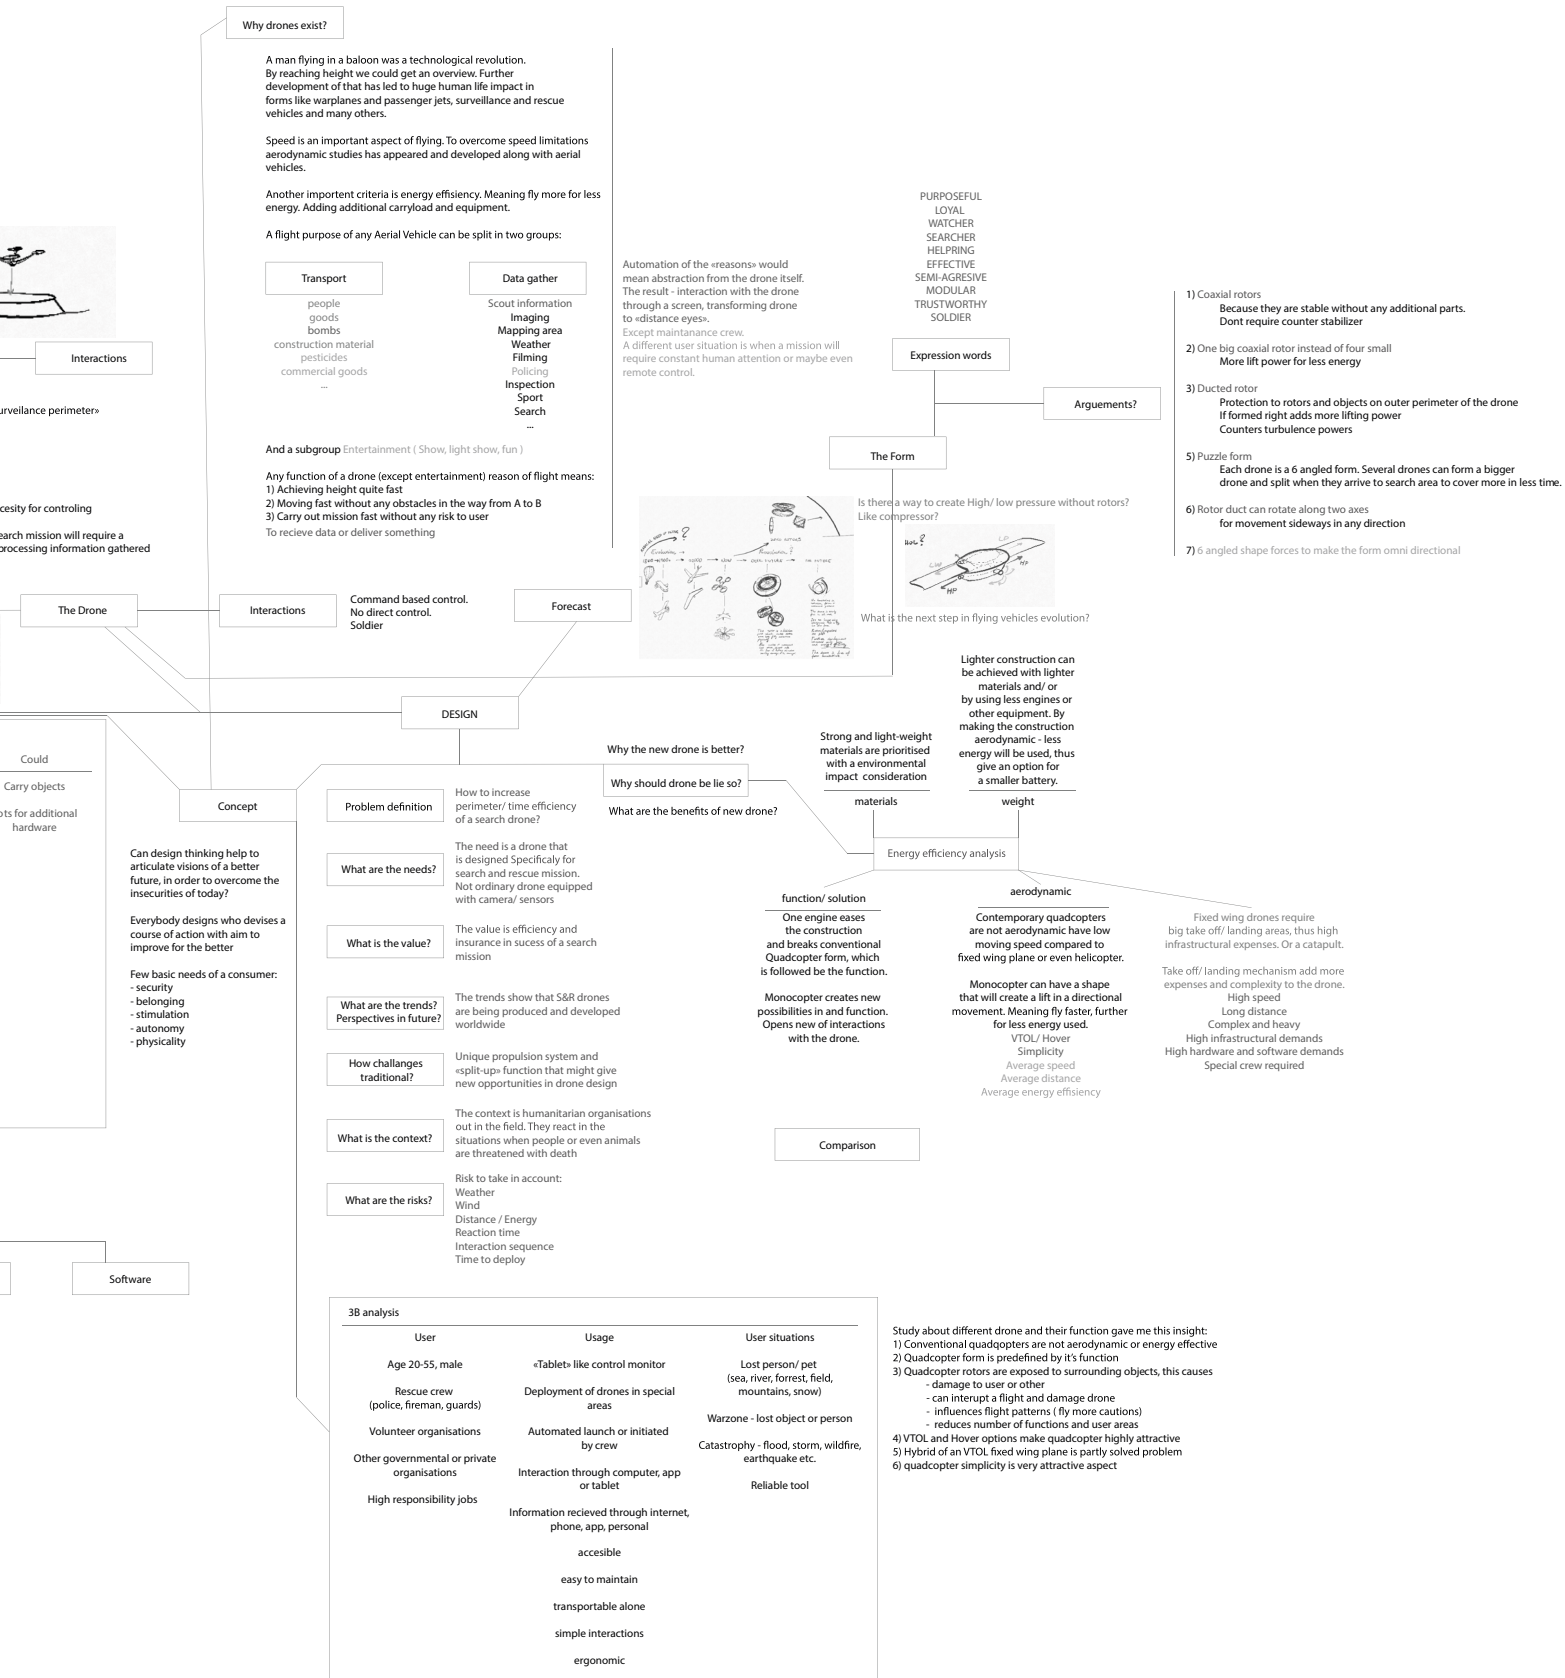 Why drones exist?
A man flying in a baloon was a technological revolution.
By reaching height we could get an overview. Further
development of that has led to huge human life impact in
forms like warplanes and passenger jets, surveillance and rescue
vehicles and many others.
Speed is an important aspect of flying. To overcome speed limitations
aerodynamic studies has appeared and developed along with aerial
vehicles.
Another importent criteria is energy effisiency. Meaning fly more for less
energy. Adding additional carryload and equipment.
A flight purpose of any Aerial Vehicle can be split in two groups:
Transport
people
goods
bombs
construction material
pesticides
commercial goods
...
Data gather
Scout information
Imaging
Mapping area
Weather
Filming
Policing
Inspection
Sport
Search
...
And a subgroup Entertainment ( Show, light show, fun )
Any function of a drone (except entertainment) reason of flight means:
1) Achieving height quite fast
2) Moving fast without any obstacles in the way from A to B
3) Carry out mission fast without any risk to user
To recieve data or deliver something
Automation of the «reasons» would
mean abstraction from the drone itself.
The result - interaction with the drone
through a screen, transforming drone
to «distance eyes».
Except maintanance crew.
A different user situation is when a mission will
require constant human attention or maybe even
remote control.
PURPOSEFUL
LOYAL
WATCHER
SEARCHER
HELPRING
EFFECTIVE
SEMI-AGRESIVE
MODULAR
TRUSTWORTHY
SOLDIER
Expression words
Arguements?
The Form
1) Coaxial rotors
Because they are stable without any additional parts.
Dont require counter stabilizer
2) One big coaxial rotor instead of four small
More lift power for less energy
3) Ducted rotor
Protection to rotors and objects on outer perimeter of the drone
If formed right adds more lifting power
Counters turbulence powers
5) Puzzle form
Each drone is a 6 angled form. Several drones can form a bigger
drone and split when they arrive to search area to cover more in less time.
6) Rotor duct can rotate along two axes
for movement sideways in any direction
7) 6 angled shape forces to make the form omni directional
Interactions
urveilance perimeter»
cesity for controling
earch mission will require a
processing information gathered
The Drone
Interactions
Command based control.
No direct control.
Soldier
Forecast
Is there a way to create High/ low pressure without rotors?
Like compressor?
LP
HP
HP
What is the next step in flying vehicles evolution?
DESIGN
Could
Carry objects
ots for additional
hardware
Concept
Can design thinking help to
articulate visions of a better
future, in order to overcome the
insecurities of today?
Everybody designs who devises a
course of action with aim to
improve for the better
Few basic needs of a consumer:
- security
- belonging
- stimulation
- autonomy
- physicality
Software
Problem definition
How to increase
perimeter/ time efficiency
of a search drone?
What are the needs?
The need is a drone that
is designed Specificaly for
search and rescue mission.
Not ordinary drone equipped
with camera/ sensors
What is the value?
The value is efficiency and
insurance in sucess of a search
mission
What are the trends?
Perspectives in future?
The trends show that S&R drones
are being produced and developed
worldwide
How challanges
traditional?
Unique propulsion system and
«split-up» function that might give
new opportunities in drone design
What is the context?
The context is humanitarian organisations
out in the field. They react in the
situations when people or even animals
are threatened with death
What are the risks?
Risk to take in account:
Weather
Wind
Distance / Energy
Reaction time
Interaction sequence
Time to deploy
Why the new drone is better?
Why should drone be lie so?
What are the benefits of new drone?
Strong and light-weight
materials are prioritised
with a environmental
impact consideration
materials
Lighter construction can
be achieved with lighter
materials and/ or
by using less engines or
other equipment. By
making the construction
aerodynamic - less
energy will be used, thus
give an option for
a smaller battery.
weight
Energy efficiency analysis
function/ solution
One engine eases
the construction
and breaks conventional
Quadcopter form, which
is followed be the function.
Monocopter creates new
possibilities in and function.
Opens new of interactions
with the drone.
aerodynamic
Contemporary quadcopters
are not aerodynamic have low
moving speed compared to
fixed wing plane or even helicopter.
Monocopter can have a shape
that will create a lift in a directional
movement. Meaning fly faster, further
for less energy used.
VTOL/ Hover
Simplicity
Average speed
Average distance
Average energy effisiency
Fixed wing drones require
big take off/ landing areas, thus high
infrastructural expenses. Or a catapult.
Take off/ landing mechanism add more
expenses and complexity to the drone.
High speed
Long distance
Complex and heavy
High infrastructural demands
High hardware and software demands
Special crew required
Comparison
3B analysis
User
Age 20-55, male
Rescue crew
(police, fireman, guards)
Volunteer organisations
Other governmental or private
organisations
High responsibility jobs
Usage
«Tablet» like control monitor
Deployment of drones in special
areas
Automated launch or initiated
by crew
Interaction through computer, app
or tablet
Information recieved through internet,
phone, app, personal
accesible
easy to maintain
transportable alone
simple interactions
ergonomic
User situations
Lost person/ pet
(sea, river, forrest, field,
mountains, snow)
Warzone - lost object or person
Catastrophy - flood, storm, wildfire,
earthquake etc.
Reliable tool
Study about different drone and their function gave me this insight:
1) Conventional quadqopters are not aerodynamic or energy effective
2) Quadcopter form is predefined by it's function
3) Quadcopter rotors are exposed to surrounding objects, this causes
- damage to user or other
- can interupt a flight and damage drone
- influences flight patterns ( fly more cautions)
- reduces number of functions and user areas
4) VTOL and Hover options make quadcopter highly attractive
5) Hybrid of an VTOL fixed wing plane is partly solved problem
6) quadcopter simplicity is very attractive aspect